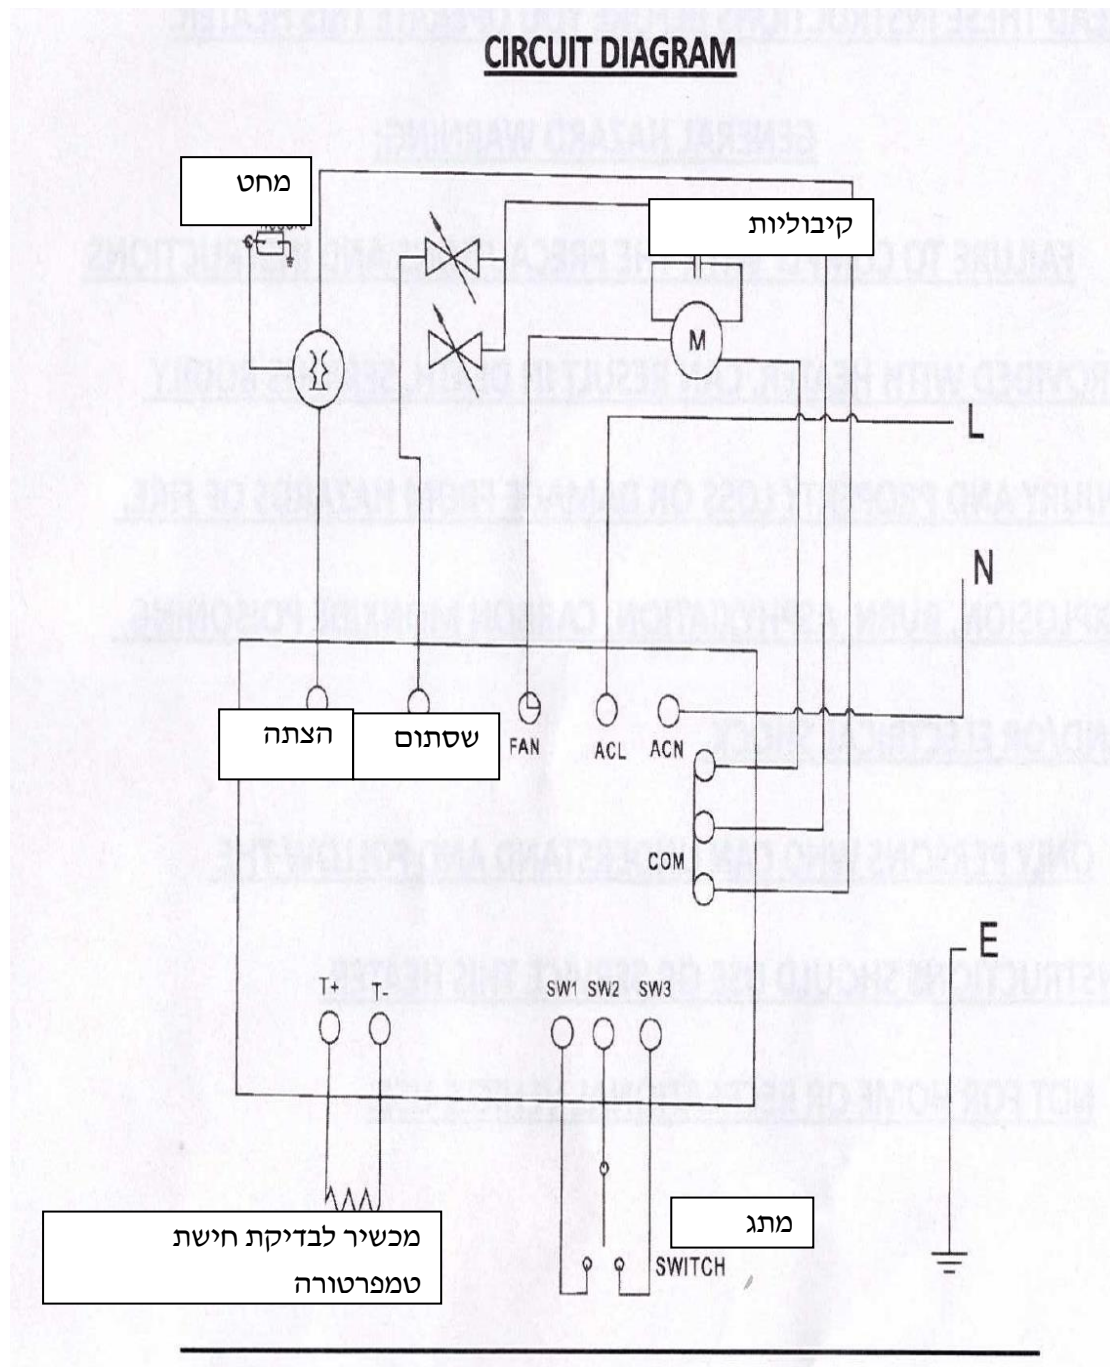 CIRCUIT DIAGRAM
מחט
קיבוליות
M
L
N
הצתה
שסתום
FAN
ACL
ACN
COM
E
T+
T-
SW1 SW2 SW3
מתג
SWITCH
מכשיר לבדיקת חישת
טמפרטורה